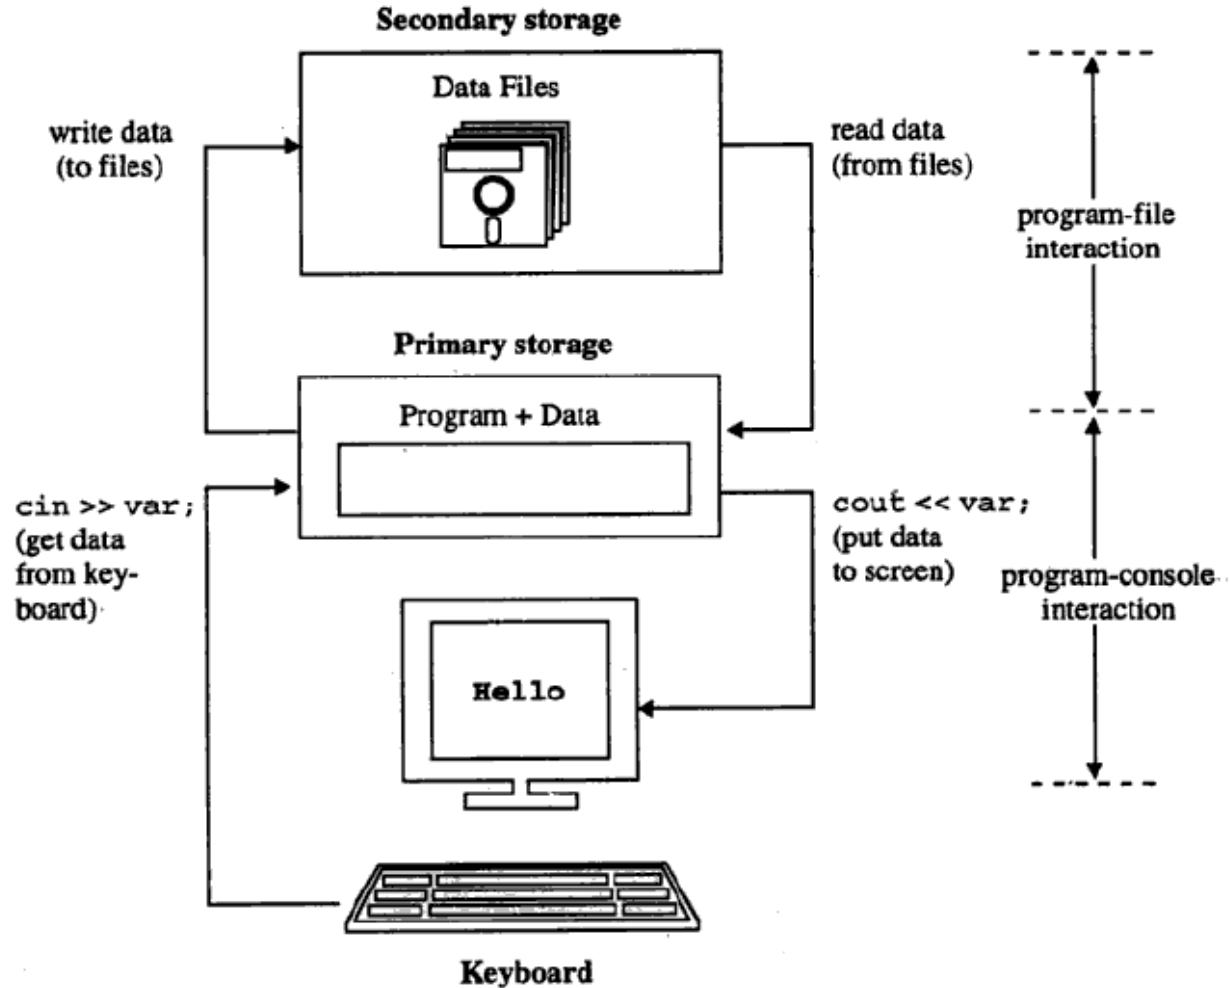 Secondary storage
Data Files
write data
(to files)
read data
(from files)
program-file
interaction
Primary storage
Program + Data
cin >> var;
(get data
from key-
board)
cout << var;
(put data
to screen)
program-console
interaction
Hello
Keyboard